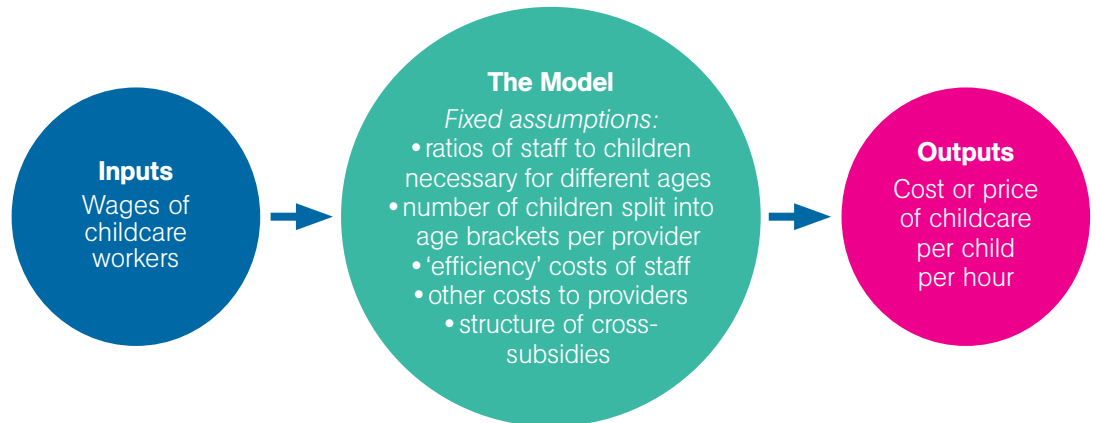 Inputs
Wages of
childcare
workers
The Model
Fixed assumptions:
• ratios of staff to children
necessary for different ages
• number of children split into
age brackets per provider
• ‘efficiency’ costs of staff
• other costs to providers
• structure of cross-
subsidies
Outputs
Cost or price
of childcare
per child
per hour